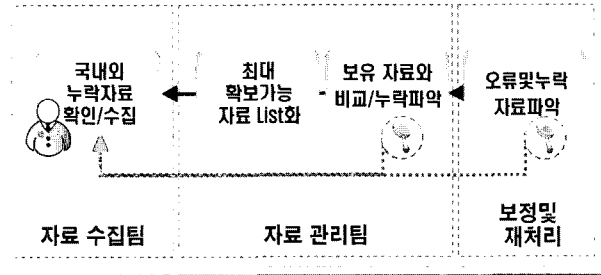 국내외
누락자료
확인/수집
최대
확보가능
자료 List화
보유 자료와
비교/누락파악
오류및누락
자료파악
자료 수집팀
자료 관리팀
보정및
재처리